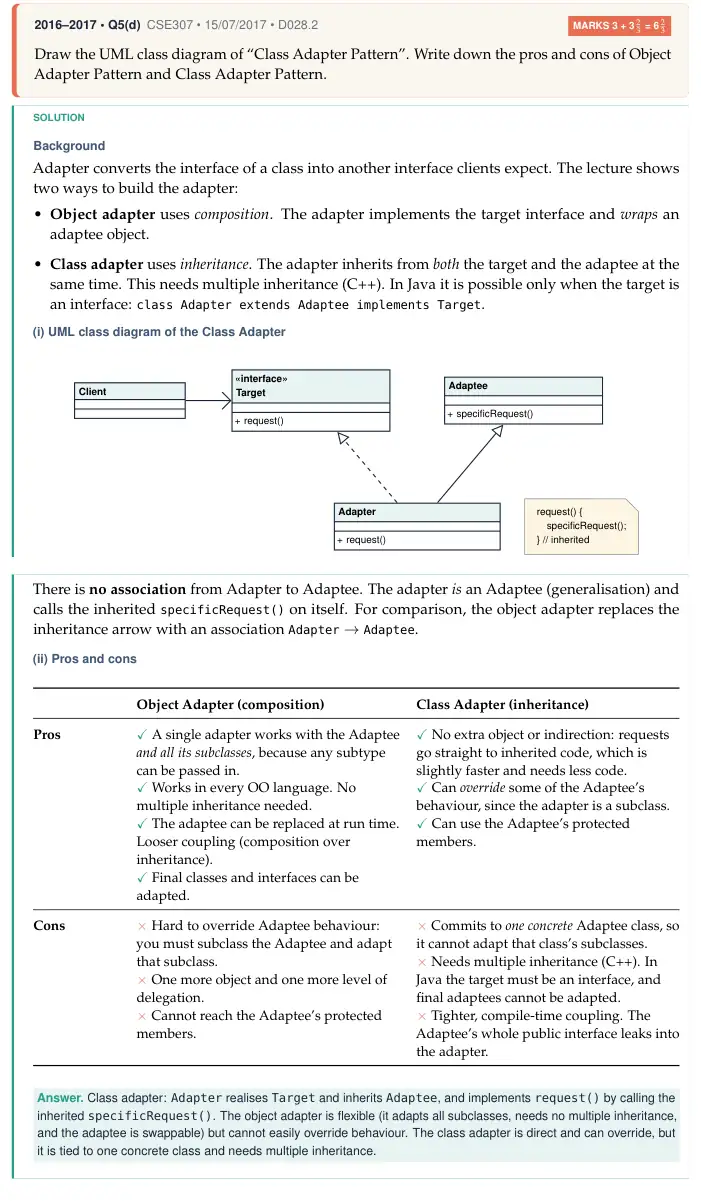 2016–2017 • Q5(d) CSE307 • 15/07/2017 • D028.2
MARKS 3 + 3 2/3 = 6 2/3
Draw the UML class diagram of “Class Adapter Pattern”. Write down the pros and cons of Object
Adapter Pattern and Class Adapter Pattern.
SOLUTION
Background
Adapter converts the interface of a class into another interface clients expect. The lecture shows
two ways to build the adapter:
• Object adapter uses composition. The adapter implements the target interface and wraps an
adaptee object.
• Class adapter uses inheritance. The adapter inherits from both the target and the adaptee at the
same time. This needs multiple inheritance (C++). In Java it is possible only when the target is
an interface: class Adapter extends Adaptee implements Target.
(i) UML class diagram of the Class Adapter
Client
«interface»
Target
+ request()
Adaptee
+ specificRequest()
Adapter
+ request()
request() {
specificRequest();
} // inherited
There is no association from Adapter to Adaptee. The adapter is an Adaptee (generalisation) and
calls the inherited specificRequest() on itself. For comparison, the object adapter replaces the
inheritance arrow with an association Adapter → Adaptee.
(ii) Pros and cons
Object Adapter (composition)
Class Adapter (inheritance)
Pros
✓ A single adapter works with the Adaptee
and all its subclasses, because any subtype
can be passed in.
✓ Works in every OO language. No
multiple inheritance needed.
✓ The adaptee can be replaced at run time.
Looser coupling (composition over
inheritance).
✓ Final classes and interfaces can be
adapted.
✓ No extra object or indirection: requests
go straight to inherited code, which is
slightly faster and needs less code.
✓ Can override some of the Adaptee’s
behaviour, since the adapter is a subclass.
✓ Can use the Adaptee’s protected
members.
Cons
× Hard to override Adaptee behaviour:
you must subclass the Adaptee and adapt
that subclass.
× One more object and one more level of
delegation.
× Cannot reach the Adaptee’s protected
members.
× Commits to one concrete Adaptee class, so
it cannot adapt that class’s subclasses.
× Needs multiple inheritance (C++). In
Java the target must be an interface, and
final adaptees cannot be adapted.
× Tighter, compile-time coupling. The
Adaptee’s whole public interface leaks into
the adapter.
Answer. Class adapter: Adapter realises Target and inherits Adaptee, and implements request() by calling the
inherited specificRequest(). The object adapter is flexible (it adapts all subclasses, needs no multiple inheritance,
and the adaptee is swappable) but cannot easily override behaviour. The class adapter is direct and can override, but
it is tied to one concrete class and needs multiple inheritance.